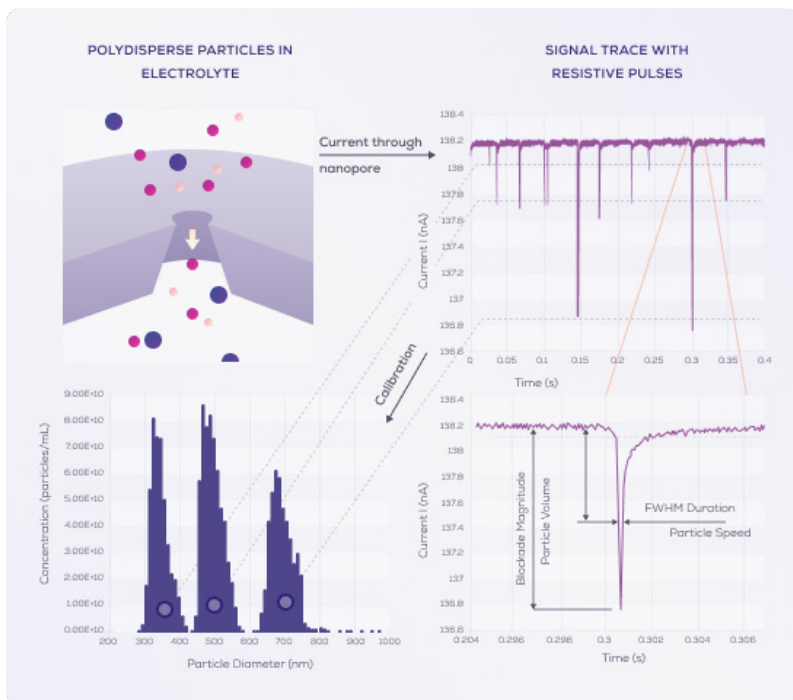 POLYDISPERSE PARTICLES IN
ELECTROLYTE
SIGNAL TRACE WITH
RESISTIVE PULSES
Current through
nanopore
Current I (nA)
138.4
138.2
138
137.8
137.6
137.4
137.2
137
136.8
136.6
0 0.05 0.1 0.15 0.2 0.25 0.3 0.35 0.4
Time (s)
Calibration
Concentration (particles/mL)
9.00E+10
8.00E+10
7.00E+10
6.00E+10
5.00E+10
4.00E+10
3.00E+10
2.00E+10
1.00E+10
0.00E+10
200 300 400 500 600 700 800 900 1000
Particle Diameter (nm)
Current I (nA)
138.4
138.2
138
137.8
137.6
137.4
137.2
137
136.8
136.6
Blockade Magnitude
Particle Volume
FWHM Duration
Particle Speed
0.204 0.296 0.298 0.3 0.302 0.304 0.306
Time (s)